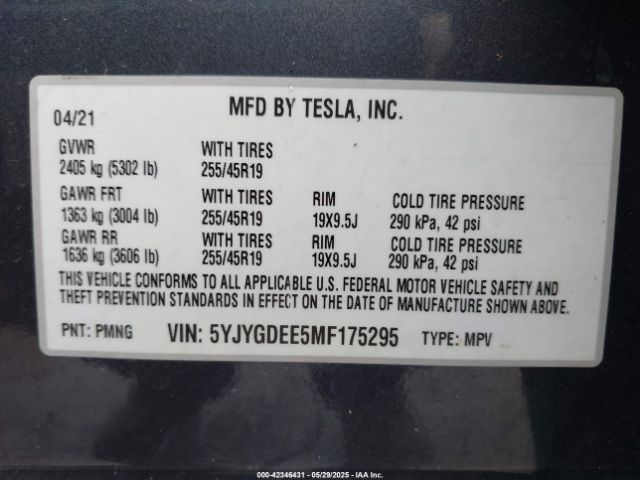 MFD BY TESLA, INC.
04/21
GVWR WITH TIRES
2405 kg (5302 lb) 255/45R19
GAWR FRT WITH TIRES RIM COLD TIRE PRESSURE
1363 kg (3004 lb) 255/45R19 19X9.5J 290 kPa, 42 psi
GAWR RR WITH TIRES RIM COLD TIRE PRESSURE
1636 kg (3606 lb) 255/45R19 19X9.5J 290 kPa, 42 psi
THIS VEHICLE CONFORMS TO ALL APPLICABLE U.S. FEDERAL MOTOR VEHICLE SAFETY AND
THEFT PREVENTION STANDARDS IN EFFECT ON THE DATE OF MANUFACTURE SHOWN ABOVE.
PNT: PMNG VIN: 5YJYGDEE5MF175295 TYPE: MPV
000-42346431 - 05/29/2025 - IAA Inc.